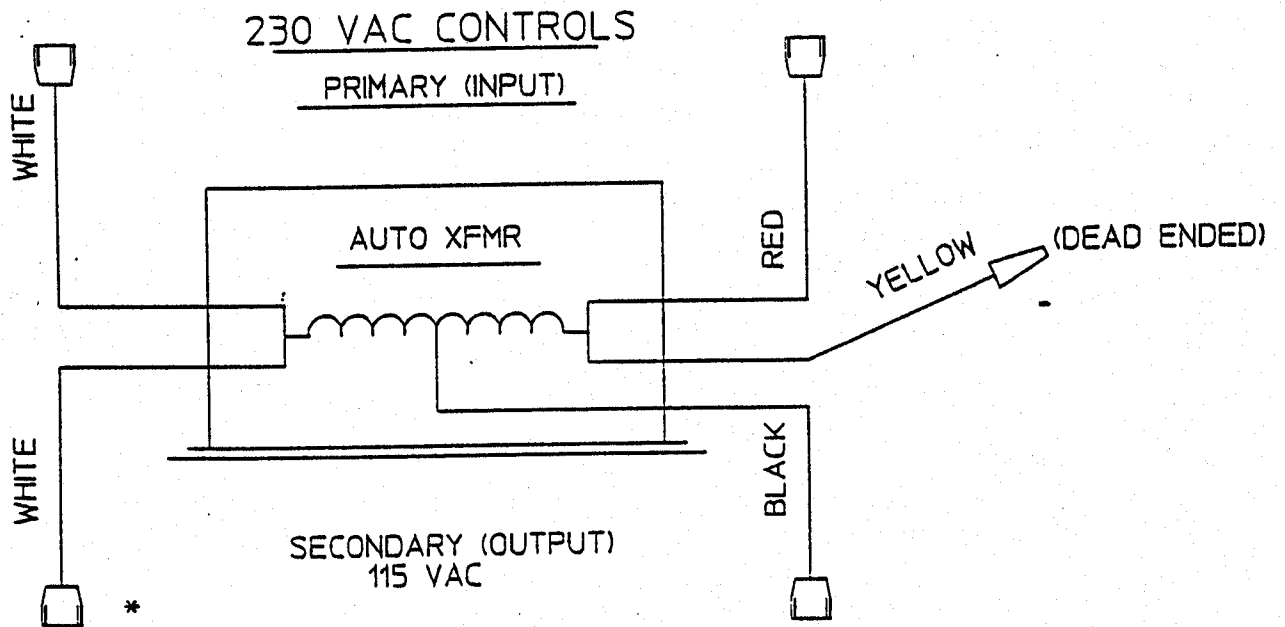 230 VAC CONTROLS
PRIMARY (INPUT)
WHITE
RED
AUTO XFMR
YELLOW
(DEAD ENDED)
WHITE
BLACK
SECONDARY (OUTPUT)
115 VAC
*